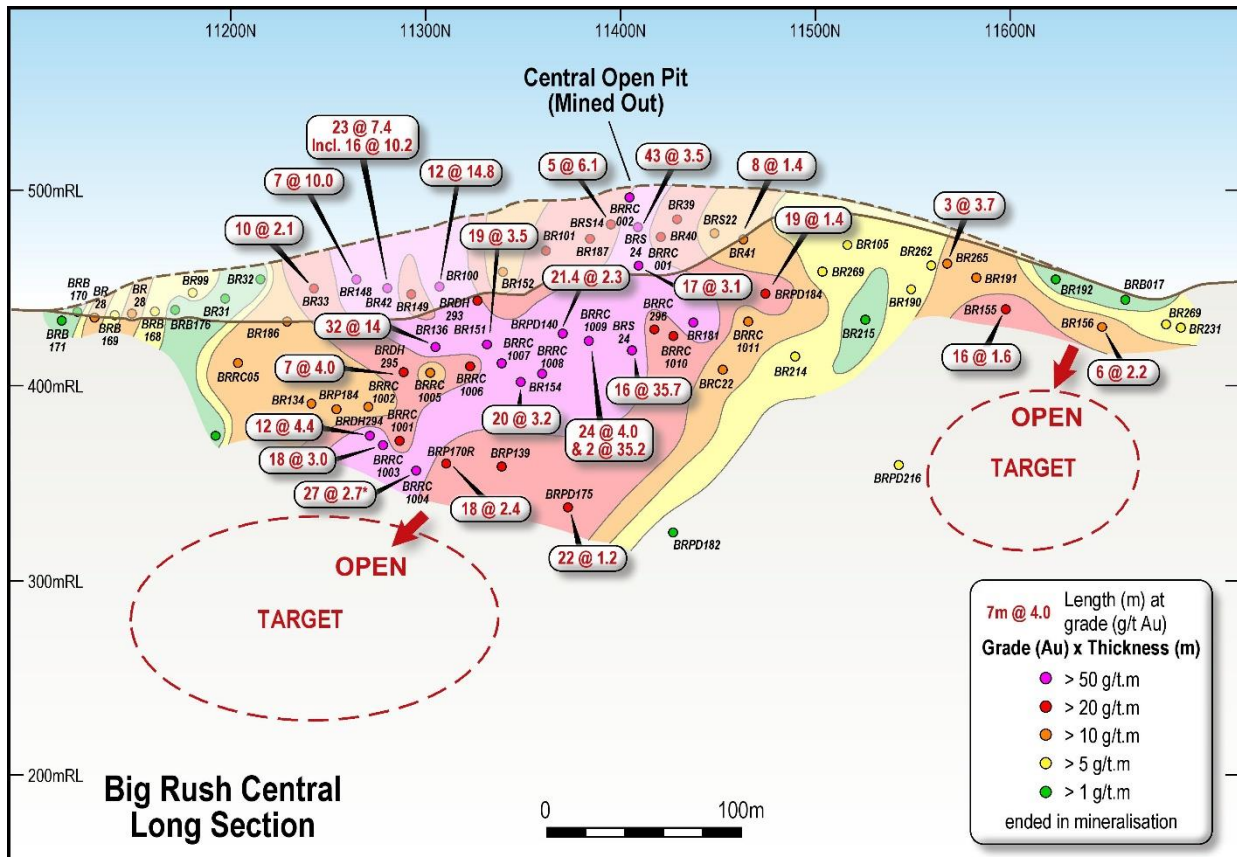 11200N
11300N
11400N
11500N
11600N
Central Open Pit
(Mined Out)
23 @ 7.4
Incl. 16 @ 10.2
7 @ 10.0
12 @ 14.8
5 @ 6.1
43 @ 3.5
8 @ 1.4
500mRL
10 @ 2.1
19 @ 3.5
19 @ 1.4
3 @ 3.7
BRRC
002
BRS14
BR101
BR187
BRS
24
BRRC
001
BR39
BR40
BRS22
BR41
BR105
BR262
BR265
BR269
BR191
BR190
BR192
BRB017
BR269
BR231
BRB
170
BR
28
BR99
BR
28
BR32
BR31
BRB176
BRB
171
BRB
169
BRB
168
BR33
BR148
BR42
BR149
BR100
BRDH
293
BR152
21.4 @ 2.3
17 @ 3.1
BRPD184
BR186
32 @ 14
BR136
BR151
BRPD140
BRRC
1009
BRS
24
BRRC
296
BR181
BRRC
1011
BR215
BR155
BR156
BRRC
1007
BRRC
1008
BRRC
1010
400mRL
BRRC05
7 @ 4.0
BRDH
295
BRRC
1002
BRRC
1005
BRRC
1006
BR154
BRC22
BR214
16 @ 1.6
6 @ 2.2
BR134
BRP184
BRDH294
BRRC
1001
20 @ 3.2
24 @ 4.0
& 2 @ 35.2
16 @ 35.7
12 @ 4.4
18 @ 3.0
BRRC
1003
27 @ 2.7*
BRRC
1004
BRP170R
BRP139
18 @ 2.4
BRPD175
22 @ 1.2
BRPD182
BRPD216
OPEN
TARGET
300mRL
OPEN
TARGET
200mRL
Big Rush Central
Long Section
0
100m
7m @ 4.0
Length (m) at
grade (g/t Au)
Grade (Au) x Thickness (m)
> 50 g/t.m
> 20 g/t.m
> 10 g/t.m
> 5 g/t.m
> 1 g/t.m
ended in mineralisation